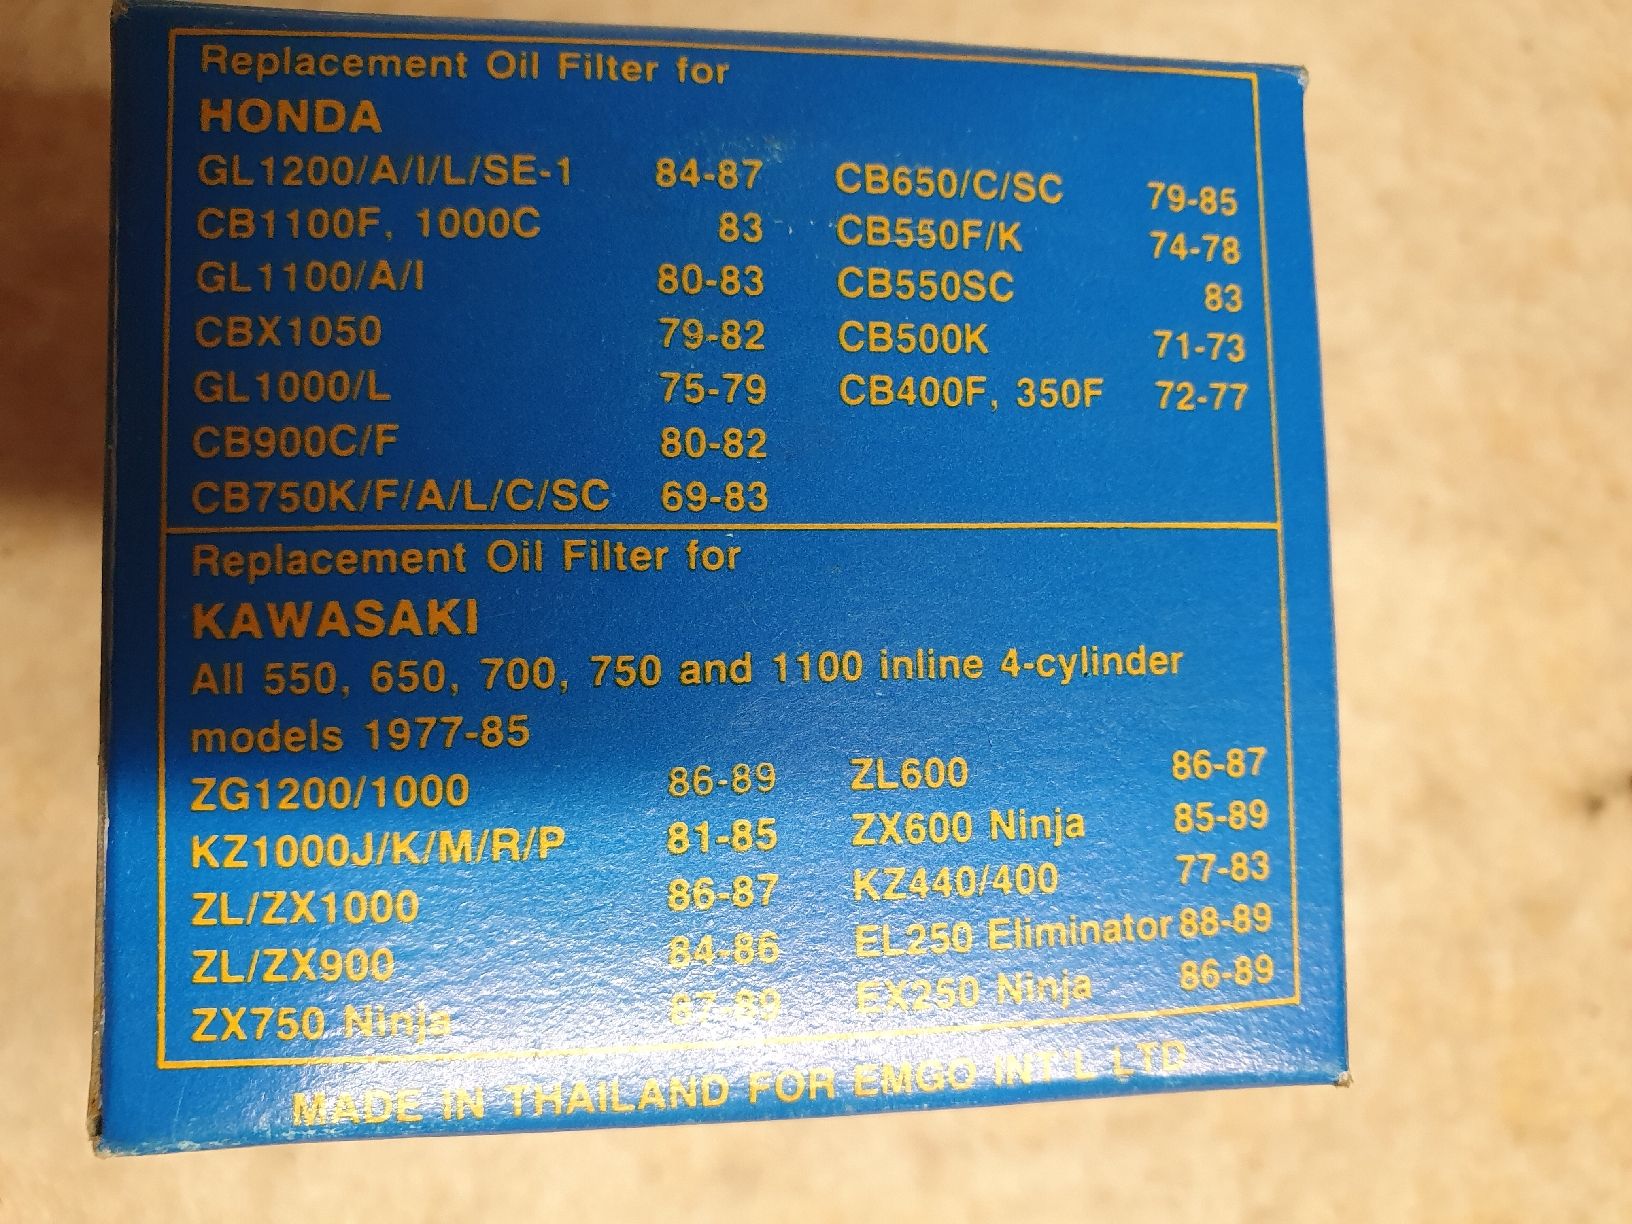 Replacement Oil Filter for
HONDA
GL1200/A/I/L/SE-1 84-87
CB1100F, 1000C 83
GL1100/A/I 80-83
CBX1050 79-82
GL1000/L 75-79
CB900C/F 80-82
CB750K/F/A/L/C/SC 69-83
CB650/C/SC 79-85
CB550F/K 74-78
CB550SC 83
CB500K 71-73
CB400F, 350F 72-77
Replacement Oil Filter for
KAWASAKI
All 550, 650, 700, 750 and 1100 inline 4-cylinder
models 1977-85
ZG1200/1000 86-89
KZ1000J/K/M/R/P 81-85
ZL/ZX1000 86-87
ZL/ZX900 84-86
ZX750 Ninja 87-89
ZL600 86-87
ZX600 Ninja 85-89
KZ440/400 77-83
EL250 Eliminator 88-89
EX250 Ninja 86-89
MADE IN THAILAND FOR EMGO INT'L LTD